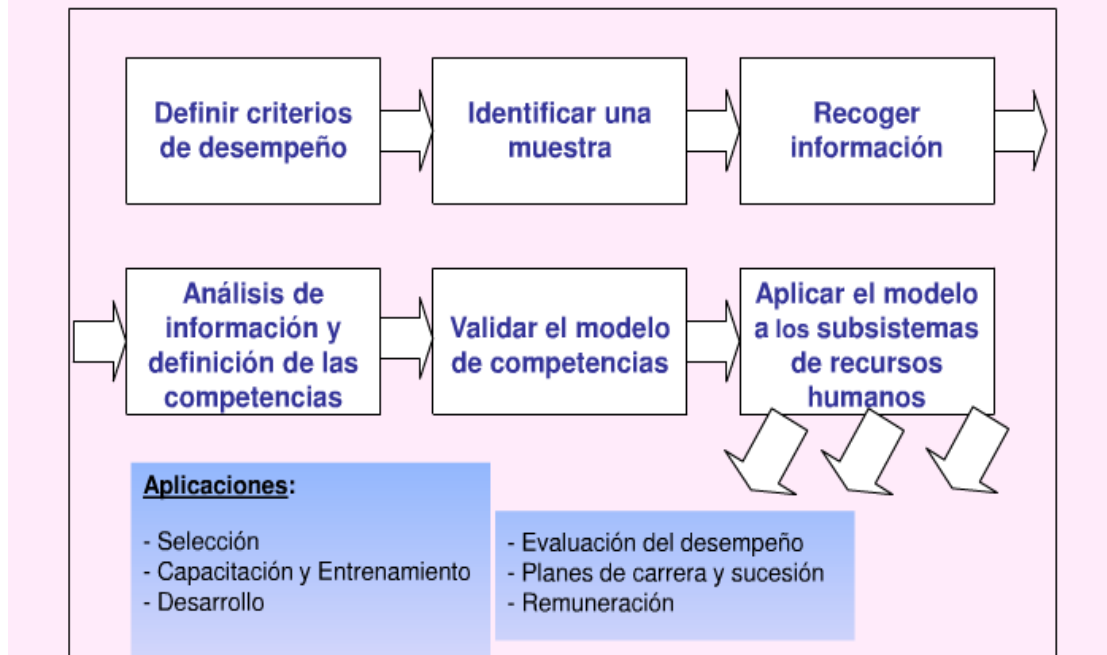 Definir criterios
de desempeño
Identificar una
muestra
Recoger
información
Análisis de
información y
definición de las
competencias
Validar el modelo
de competencias
Aplicar el modelo
a los subsistemas
de recursos
humanos
Aplicaciones:
- Selección
- Capacitación y Entrenamiento
- Desarrollo
- Evaluación del desempeño
- Planes de carrera y sucesión
- Remuneración